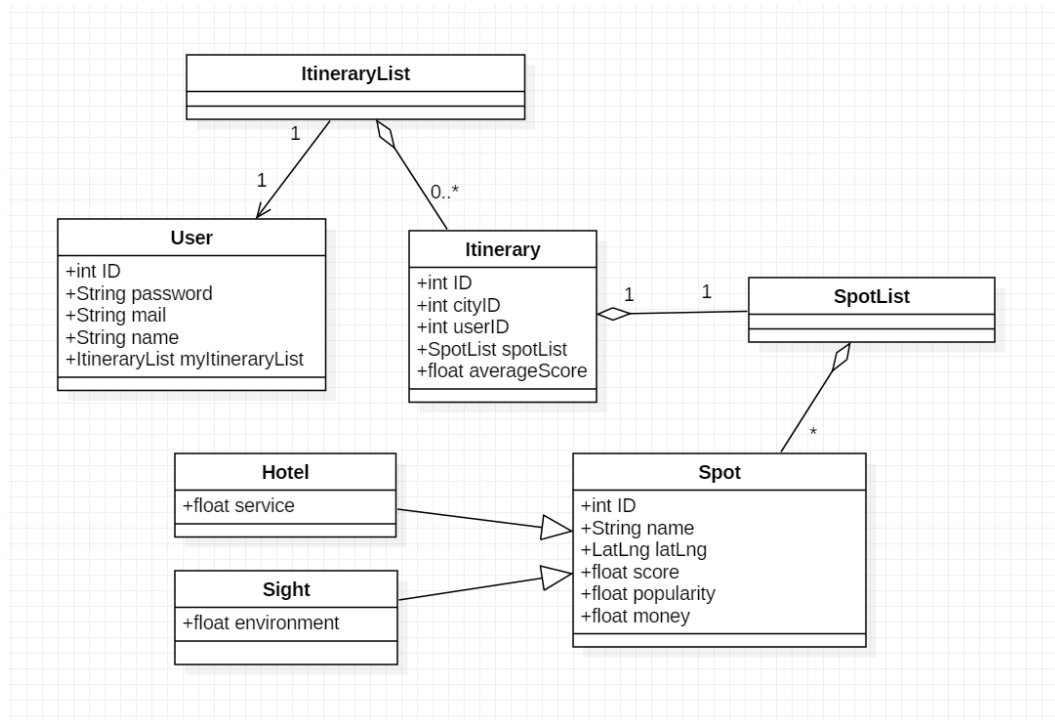 ItineraryList
1
1
0..*
User
+int ID
+String password
+String mail
+String name
+ItineraryList myItineraryList
Itinerary
+int ID
+int cityID
+int userID
+SpotList spotList
+float averageScore
1
1
SpotList
*
Hotel
+float service
Sight
+float environment
Spot
+int ID
+String name
+LatLng latLng
+float score
+float popularity
+float money